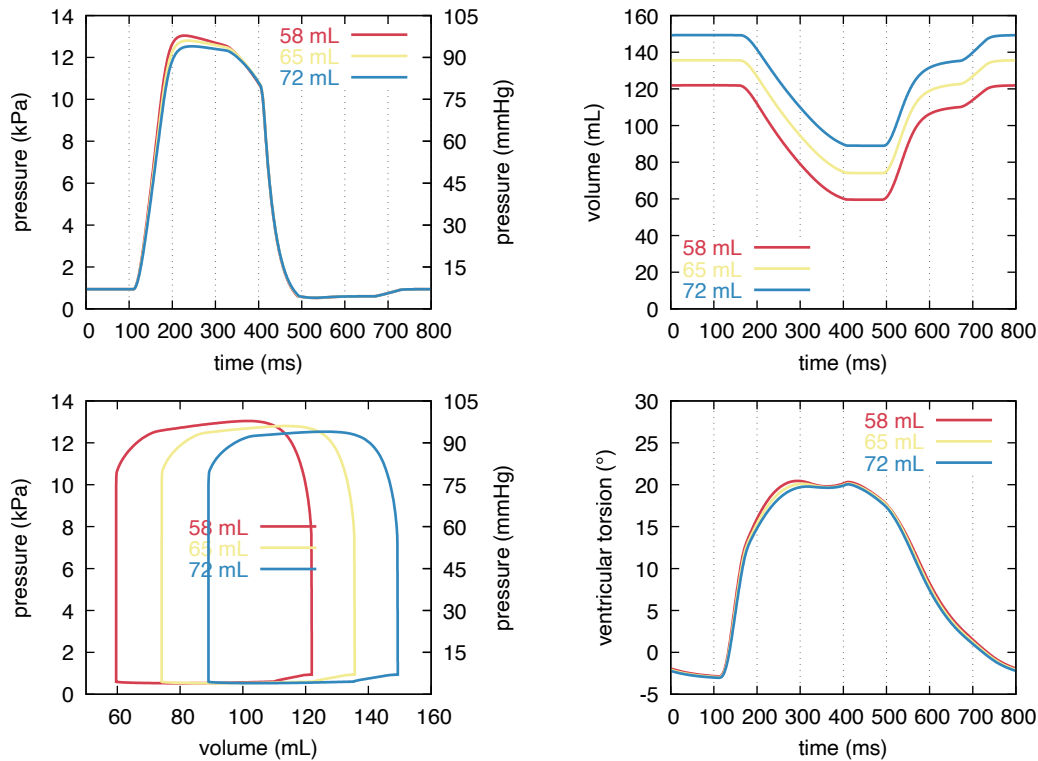 14
12
10
8
6
4
2
0
pressure (kPa)
105
90
75
60
45
30
15
pressure (mmHg)
58 mL
65 mL
72 mL
0 100 200 300 400 500 600 700 800
time (ms)
160
140
120
100
80
60
40
20
0
volume (mL)
58 mL
65 mL
72 mL
0 100 200 300 400 500 600 700 800
time (ms)
14
12
10
8
6
4
2
0
pressure (kPa)
105
90
75
60
45
30
15
pressure (mmHg)
58 mL
65 mL
72 mL
60 80 100 120 140 160
volume (mL)
30
25
20
15
10
5
0
-5
ventricular torsion (°)
58 mL
65 mL
72 mL
0 100 200 300 400 500 600 700 800
time (ms)